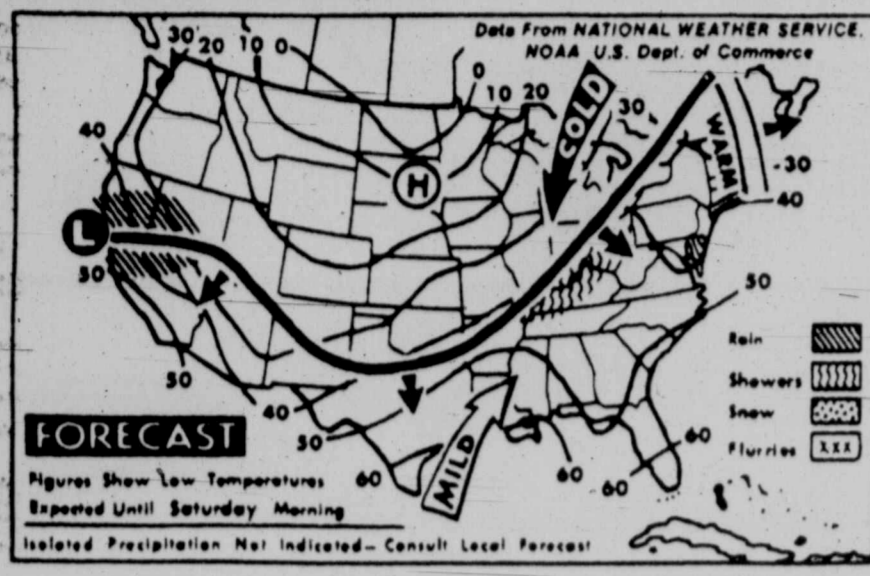 Data From NATIONAL WEATHER SERVICE,
NOAA U.S. Dept. of Commerce
30 20 10 0
0
10 20
COLD
30
WARM
40
-30
40
H
L
50
50
50
40
50
60
MILD
60
60
60
Rain
Showers
Snow
Flurries
XXX
FORECAST
Figures Show Low Temperatures
Expected Until Saturday Morning
Isolated Precipitation Not Indicated— Consult Local Forecast